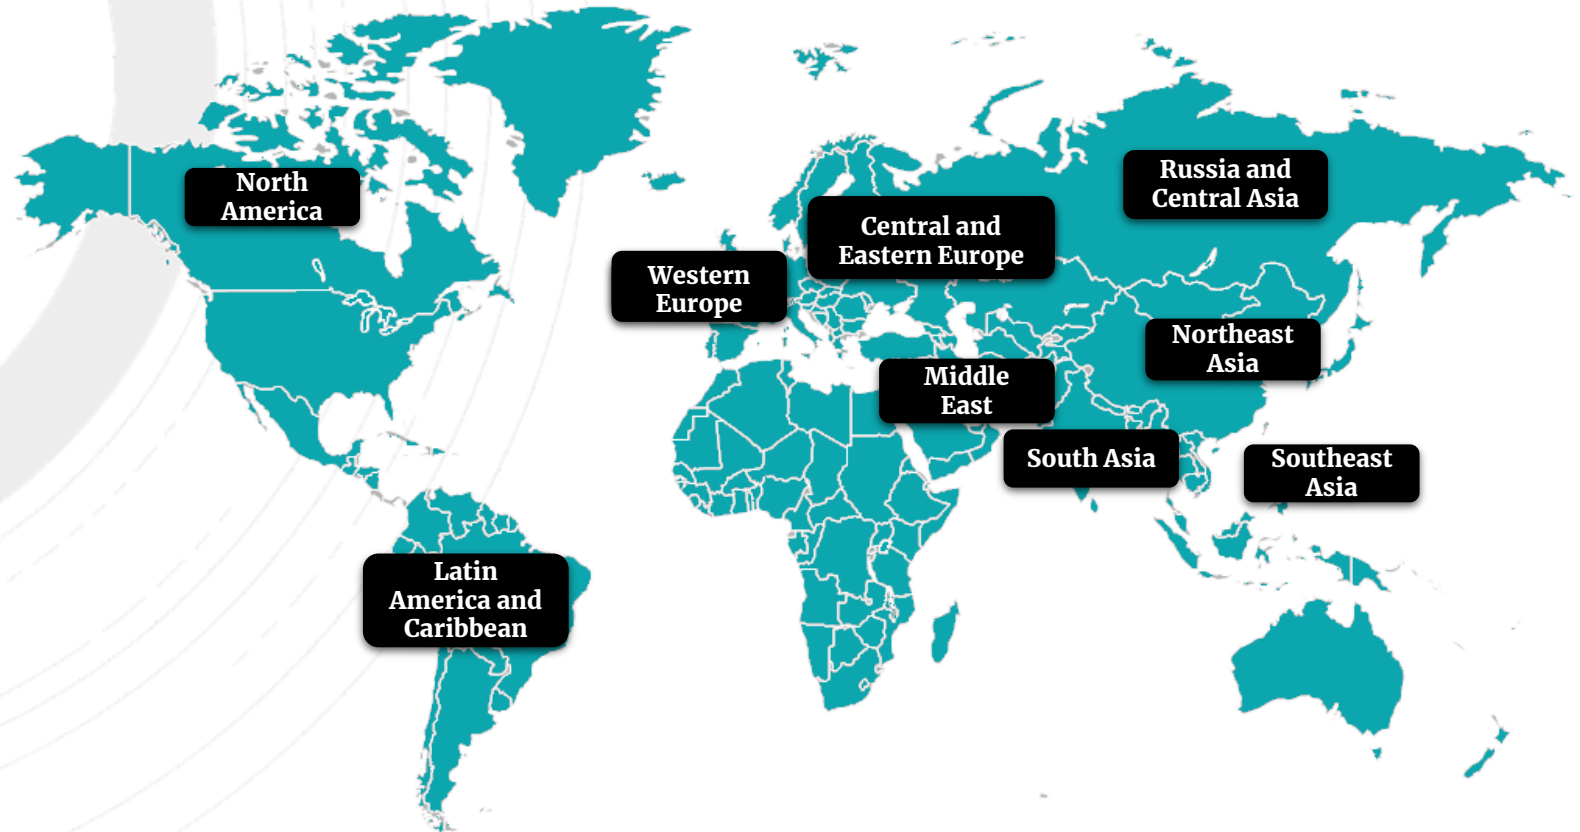 North
America
Russia and
Central Asia
Central and
Eastern Europe
Western
Europe
Northeast
Asia
Middle
East
South Asia
Southeast
Asia
Latin
America and
Caribbean